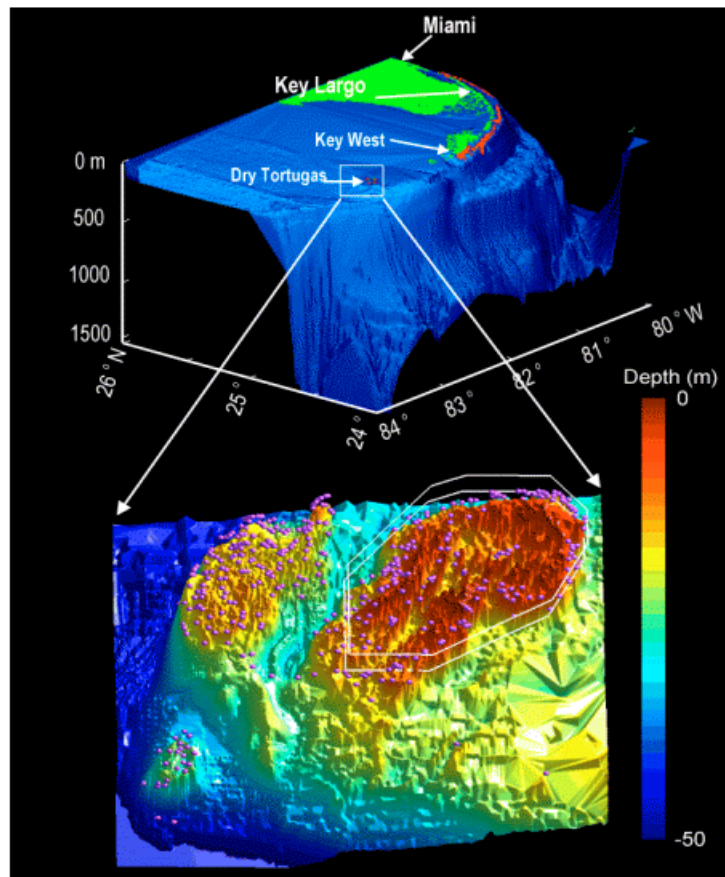 Miami
Key Largo
Key West
Dry Tortugas
0 m
500
1000
1500
26° N
25°
24°
84°
83°
82°
81°
80° W
Depth (m)
0
-50